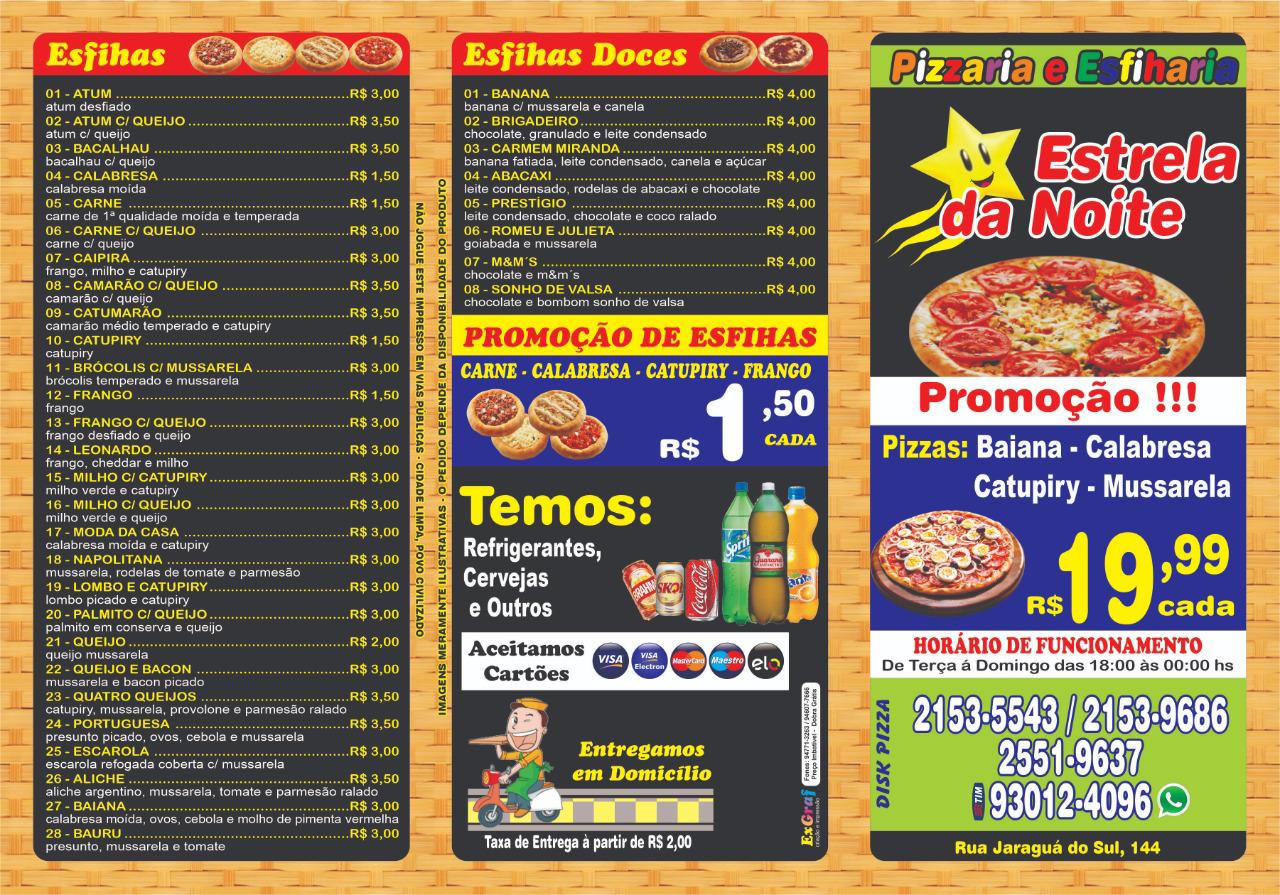 Esfihas
01 - ATUM ................ R$ 3,00
atum desfiado
02 - ATUM C/ QUEIJO ................ R$ 3,50
atum c/ queijo
03 - BACALHAU ................ R$ 3,50
bacalhau c/ queijo
04 - CALABRESA ................ R$ 1,50
calabresa moída
05 - CARNE ................ R$ 1,50
carne de 1ª qualidade moída e temperada
06 - CARNE C/ QUEIJO ................ R$ 3,00
carne c/ queijo
07 - CAIPIRA ................ R$ 3,00
frango, milho e catupiry
08 - CAMARÃO C/ QUEIJO ................ R$ 3,50
camarão c/ queijo
09 - CATUMARÃO ................ R$ 3,50
camarão médio temperado e catupiry
10 - CATUPIRY ................ R$ 1,50
catupiry
11 - BRÓCOLIS C/ MUSSARELA ................ R$ 3,00
brócolis temperado e mussarela
12 - FRANGO ................ R$ 1,50
frango
13 - FRANGO C/ QUEIJO ................ R$ 3,00
frango desfiado e queijo
14 - LEONARDO ................ R$ 3,00
frango, cheddar e milho
15 - MILHO C/ CATUPIRY ................ R$ 3,00
milho verde e catupiry
16 - MILHO C/ QUEIJO ................ R$ 3,00
milho verde e queijo
17 - MODA DA CASA ................ R$ 3,00
calabresa moída e catupiry
18 - NAPOLITANA ................ R$ 3,00
mussarela, rodelas de tomate e parmesão
19 - LOMBO E CATUPIRY ................ R$ 3,00
lombo picado e catupiry
20 - PALMITO C/ QUEIJO ................ R$ 3,00
palmito em conserva e queijo
21 - QUEIJO ................ R$ 2,00
queijo mussarela
22 - QUEIJO E BACON ................ R$ 3,00
mussarela e bacon picado
23 - QUATRO QUEIJOS ................ R$ 3,50
catupiry, mussarela, provolone e parmesão ralado
24 - PORTUGUESA ................ R$ 3,50
presunto picado, ovos, cebola e mussarela
25 - ESCAROLA ................ R$ 3,00
escarola refogada coberta c/ mussarela
26 - ALICHE ................ R$ 3,50
aliche argentino, mussarela, tomate e parmesão ralado
27 - BAIANA ................ R$ 3,00
calabresa moída, ovos, cebola e molho de pimenta vermelha
28 - BAURU ................ R$ 3,00
presunto, mussarela e tomate
NÃO JOGUE ESTE IMPRESSO EM VIAS PÚBLICAS - CIDADE LIMPA, POVO CIVILIZADO
IMAGENS MERAMENTE ILUSTRATIVAS - O PEDIDO DEPENDE DA DISPONIBILIDADE DO PRODUTO
Esfihas Doces
01 - BANANA ................ R$ 4,00
banana c/ mussarela e canela
02 - BRIGADEIRO ................ R$ 4,00
chocolate, granulado e leite condensado
03 - CARMEM MIRANDA ................ R$ 4,00
banana fatiada, leite condensado, canela e açúcar
04 - ABACAXI ................ R$ 4,00
leite condensado, rodelas de abacaxi e chocolate
05 - PRESTÍGIO ................ R$ 4,00
leite condensado, chocolate e coco ralado
06 - ROMEU E JULIETA ................ R$ 4,00
goiabada e mussarela
07 - M&M´S ................ R$ 4,00
chocolate e m&m´s
08 - SONHO DE VALSA ................ R$ 4,00
chocolate e bombom sonho de valsa
PROMOÇÃO DE ESFIHAS
CARNE - CALABRESA - CATUPIRY - FRANGO
R$ 1,50
CADA
Temos:
Refrigerantes,
Cervejas
e Outros
BRAHMA
SKOL
Coca-Cola
Sprite
Guaraná
ANTARCTICA
Fanta
Aceitamos
Cartões
VISA
VISA
Electron
MasterCard
Maestro
elo
Entregamos
em Domicílio
Taxa de Entrega à partir de R$ 2,00
ExGraf
criação e impressão
Fones: 94771-3263 / 94607-7666
Preço Imbatível - Dobra Grátis
Pizzaria e Esfiharia
Estrela
da Noite
Promoção !!!
Pizzas: Baiana - Calabresa
Catupiry - Mussarela
R$ 19,99
cada
HORÁRIO DE FUNCIONAMENTO
De Terça á Domingo das 18:00 às 00:00 hs
DISK PIZZA
2153-5543 / 2153-9686
2551-9637
TIM
93012-4096
Rua Jaraguá do Sul, 144